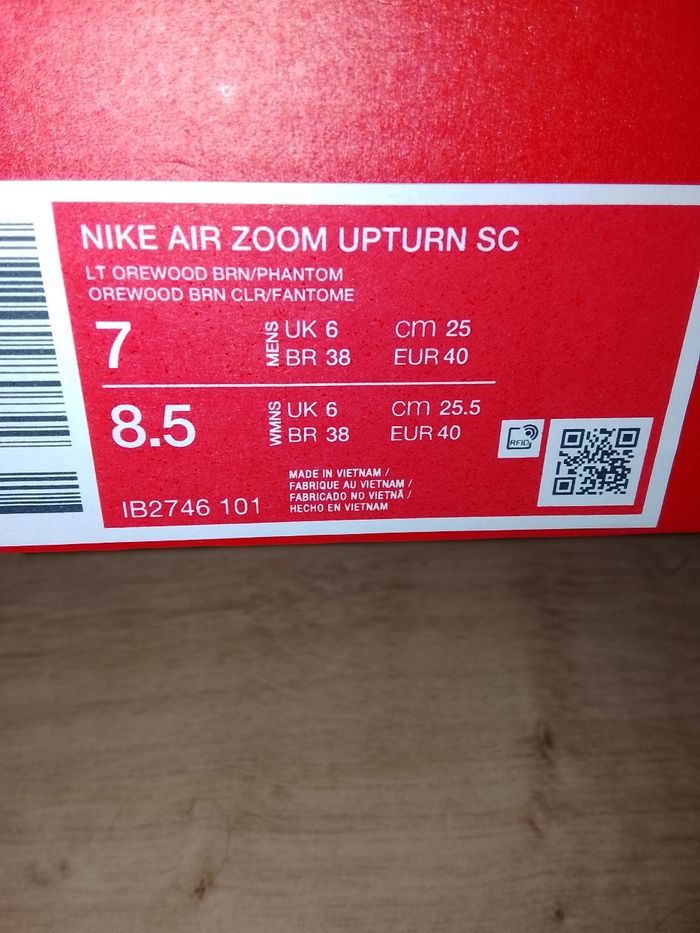 NIKE AIR ZOOM UPTURN SC
LT OREWOOD BRN/PHANTOM
OREWOOD BRN CLR/FANTOME
7 MENS UK 6 cm 25
BR 38 EUR 40
8.5 WMNS UK 6 cm 25.5
BR 38 EUR 40
RFID
IB2746 101
MADE IN VIETNAM /
FABRIQUE AU VIETNAM /
FABRICADO NO VIETNÃ /
HECHO EN VIETNAM